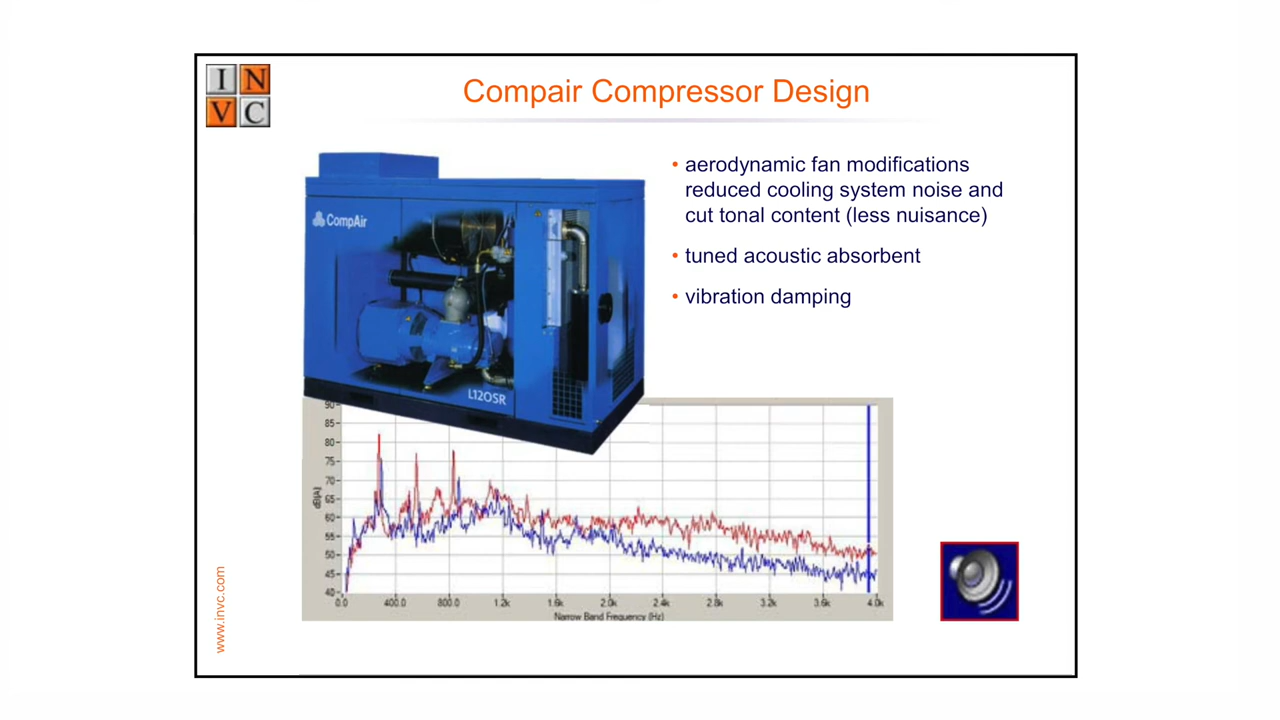 I N
V C
Compair Compressor Design
• aerodynamic fan modifications
reduced cooling system noise and
cut tonal content (less nuisance)
• tuned acoustic absorbent
• vibration damping
CompAir
L120SR
90
85
80
75
70
65
60
55
50
45
40
dB[A]
0.0 400.0 800.0 1.2k 1.6k 2.0k 2.4k 2.8k 3.2k 3.6k 4.0k
Narrow Band Frequency (Hz)
www.invc.com